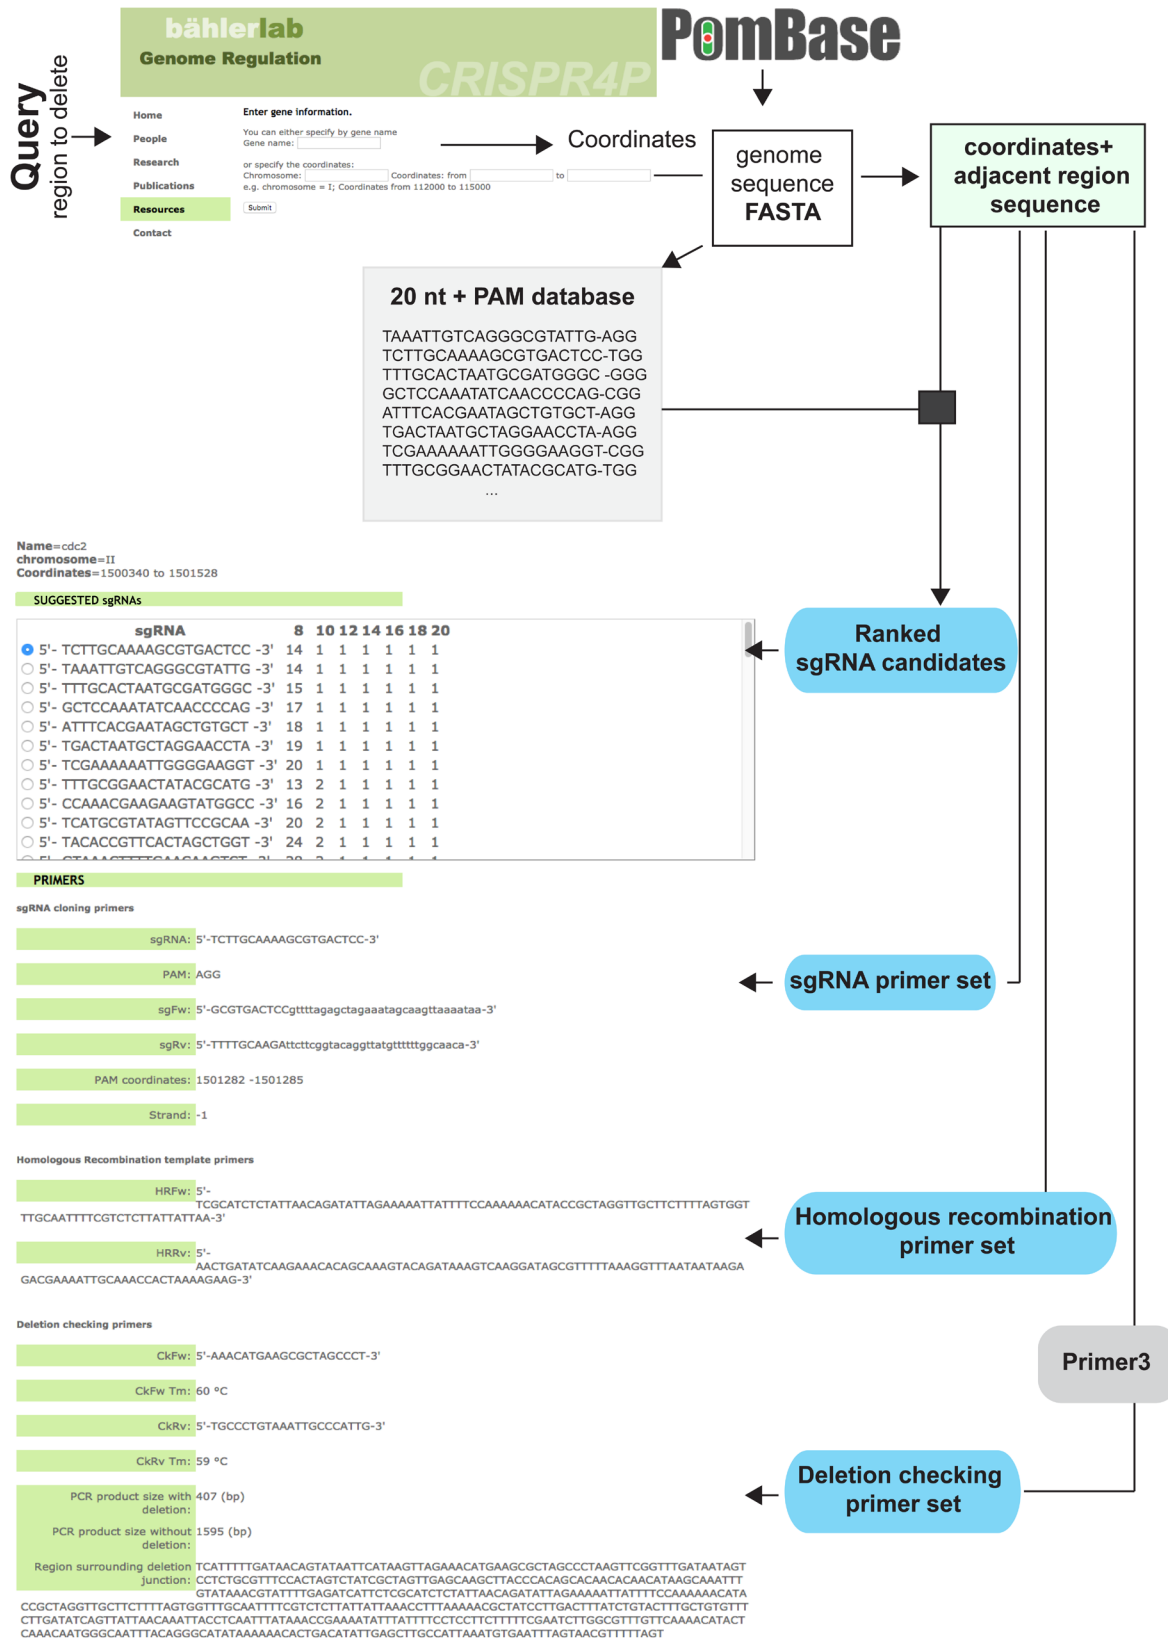 bählerlab
Genome Regulation
CRISPR4P
PomBase
Query
region to delete
Home
People
Research
Publications
Resources
Contact
Enter gene information.
You can either specify by gene name
Gene name:
or specify the coordinates:
Chromosome: Coordinates: from to
e.g. chromosome = I; Coordinates from 112000 to 115000
Submit
Coordinates
genome
sequence
FASTA
coordinates+
adjacent region
sequence
20 nt + PAM database
TAAATTGTCAGGGCGTATTG-AGG
TCTTGCAAAAGCGTGACTCC-TGG
TTTGCACTAATGCGATGGGC -GGG
GCTCCAAATATCAACCCCAG-CGG
ATTTCACGAATAGCTGTGCT-AGG
TGACTAATGCTAGGAACCTA-AGG
TCGAAAAAATTGGGGAAGGT-CGG
TTTGCGGAACTATACGCATG-TGG
...
Name=cdc2
chromosome=II
Coordinates=1500340 to 1501528
SUGGESTED sgRNAs
sgRNA 8 10 12 14 16 18 20
5'- TCTTGCAAAAGCGTGACTCC -3' 14 1 1 1 1 1 1
5'- TAAATTGTCAGGGCGTATTG -3' 14 1 1 1 1 1 1
5'- TTTGCACTAATGCGATGGGC -3' 15 1 1 1 1 1 1
5'- GCTCCAAATATCAACCCCAG -3' 17 1 1 1 1 1 1
5'- ATTTCACGAATAGCTGTGCT -3' 18 1 1 1 1 1 1
5'- TGACTAATGCTAGGAACCTA -3' 19 1 1 1 1 1 1
5'- TCGAAAAAATTGGGGAAGGT -3' 20 1 1 1 1 1 1
5'- TTTGCGGAACTATACGCATG -3' 13 2 1 1 1 1 1
5'- CCAAACGAAGAAGTATGGCC -3' 16 2 1 1 1 1 1
5'- TCATGCGTATAGTTCCGCAA -3' 20 2 1 1 1 1 1
5'- TACACCGTTCACTAGCTGGT -3' 24 2 1 1 1 1 1
Ranked
sgRNA candidates
PRIMERS
sgRNA cloning primers
sgRNA: 5'-TCTTGCAAAAGCGTGACTCC-3'
PAM: AGG
sgFw: 5'-GCGTGACTCCgttttagagctagaaatagcaagttaaaataa-3'
sgRv: 5'-TTTTGCAAGAttcttcggtacaggttatgttttttggcaaca-3'
PAM coordinates: 1501282 -1501285
Strand: -1
sgRNA primer set
Homologous Recombination template primers
HRFw: 5'-
TCGCATCTCTATTAACAGATATTAGAAAAATTATTTTCCAAAAAACATACCGCTAGGTTGCTTCTTTTAGTGGT
TTGCAATTTTCGTCTCTTATTATTAA-3'
HRRv: 5'-
AACTGATATCAAGAAACACAGCAAAGTACAGATAAAGTCAAGGATAGCGTTTTTAAAGGTTTAATAATAAGA
GACGAAAATTGCAAACCACTAAAAGAAG-3'
Homologous recombination
primer set
Deletion checking primers
CkFw: 5'-AAACATGAAGCGCTAGCCCT-3'
CkFw Tm: 60 °C
CkRv: 5'-TGCCCTGTAAATTGCCCATTG-3'
CkRv Tm: 59 °C
PCR product size with deletion: 407 (bp)
PCR product size without deletion: 1595 (bp)
Region surrounding deletion junction: TCATTTTTGATAACAGTATAATTCATAAGTTAGAAACATGAAGCGCTAGCCCTAAGTTCGGTTTGATAATAGT
CCTCTGCGTTTCCACTAGTCTATCGCTAGTTGAGCAAGCTTACCCACAGCACAACACAACATAAGCAAATTT
GTATAAACGTATTTTGAGATCATTCTCGCATCTCTATTAACAGATATTAGAAAAATTATTTTCCAAAAAACATA
CCGCTAGGTTGCTTCTTTTAGTGGTTTGCAATTTTCGTCTCTTATTATTAAACCTTTAAAAACGCTATCCTTGACTTTATCTGTACTTTGCTGTGTTT
CTTGATATCAGTTATTAACAAATTACCTCAATTTATAAACCGAAAATATTTATTTTCCTCCTTCTTTTTCGAATCTTGGCGTTTGTTCAAAACATACT
CAAACAATGGGCAATTTACAGGGCATATAAAAAACACTGACATATTGAGCTTGCCATTAAATGTGAATTTAGTAACGTTTTTAGT
Primer3
Deletion checking
primer set